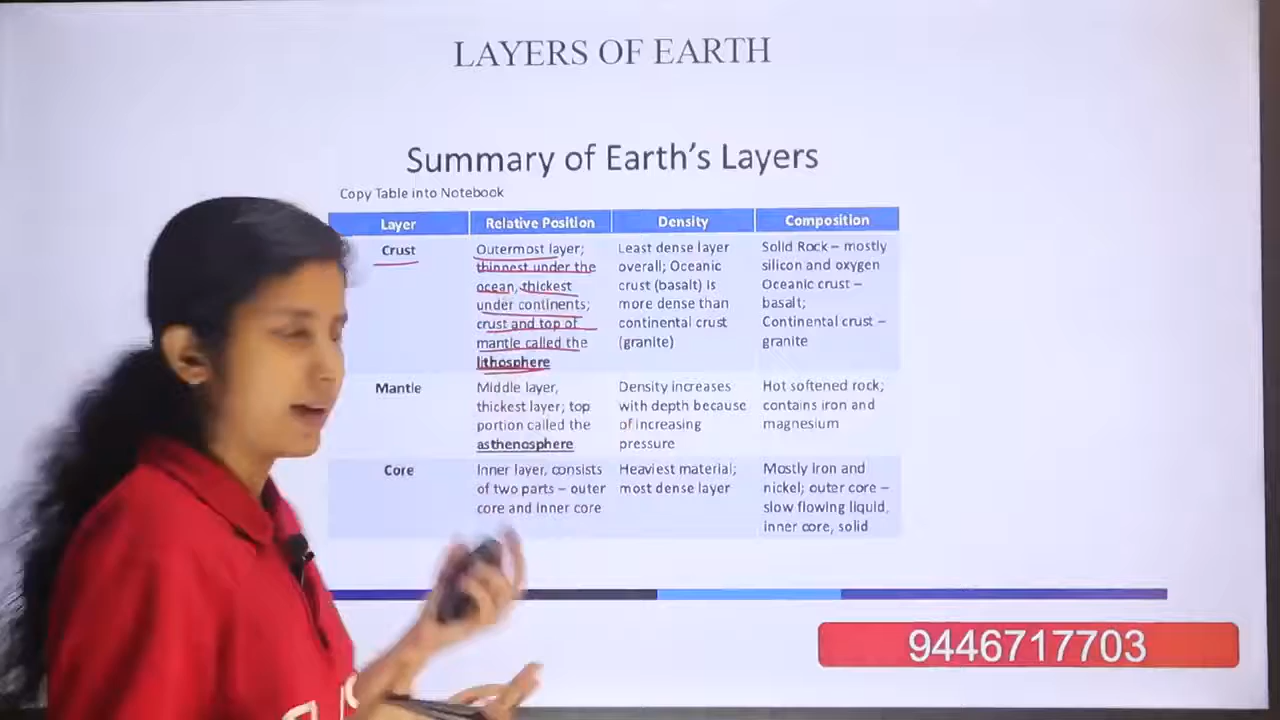 LAYERS OF EARTH
Summary of Earth's Layers
Copy Table into Notebook
Layer Relative Position Density Composition
Crust
Outermost layer;
thinnest under the
ocean, thickest
under continents;
crust and top of
mantle called the
lithosphere
Least dense layer
overall; Oceanic
crust (basalt) is
more dense than
continental crust
(granite)
Solid Rock – mostly
silicon and oxygen
Oceanic crust –
basalt;
Continental crust –
granite
Mantle
Middle layer,
thickest layer; top
portion called the
asthenosphere
Density increases
with depth because
of increasing
pressure
Hot softened rock;
contains iron and
magnesium
Core
Inner layer, consists
of two parts – outer
core and inner core
Heaviest material;
most dense layer
Mostly Iron and
nickel; outer core –
slow flowing liquid,
inner core, solid
9446717703